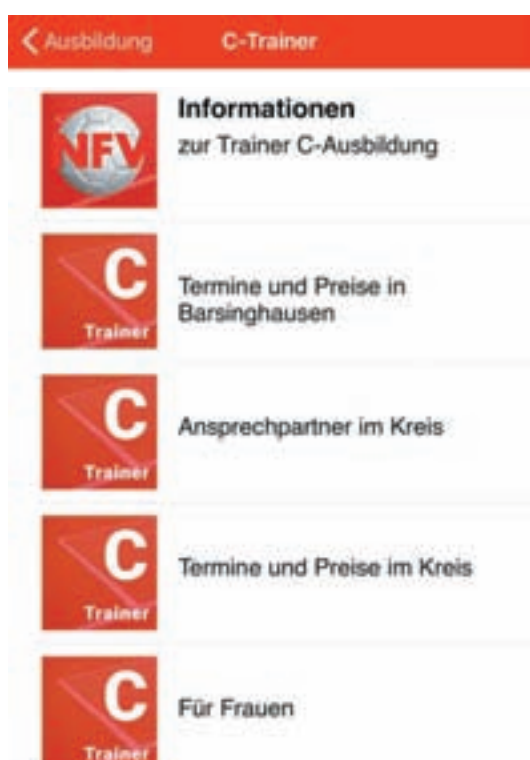 Ausbildung C-Trainer
NFV
Informationen
zur Trainer C-Ausbildung
C
Trainer
Termine und Preise in
Barsinghausen
C
Trainer
Ansprechpartner im Kreis
C
Trainer
Termine und Preise im Kreis
C
Trainer
Für Frauen